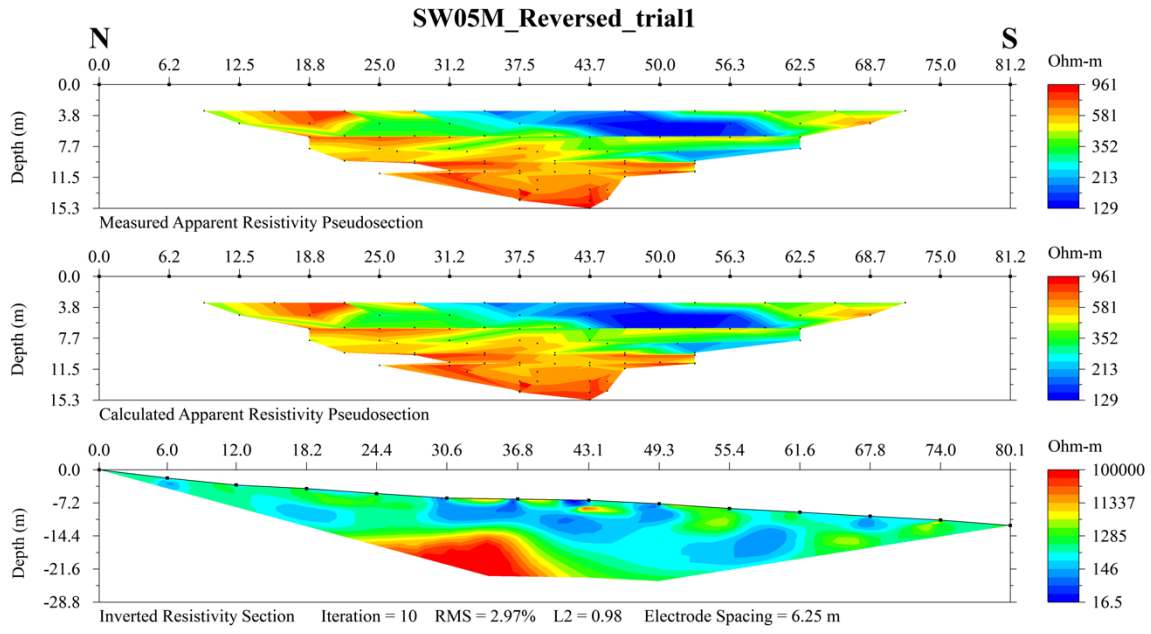 SW05M_Reversed_trial1
N S
0.0 6.2 12.5 18.8 25.0 31.2 37.5 43.7 50.0 56.3 62.5 68.7 75.0 81.2
Ohm-m
Depth (m)
0.0
3.8
7.7
11.5
15.3
961
581
352
213
129
Measured Apparent Resistivity Pseudosection
0.0 6.2 12.5 18.8 25.0 31.2 37.5 43.7 50.0 56.3 62.5 68.7 75.0 81.2
Ohm-m
Depth (m)
0.0
3.8
7.7
11.5
15.3
961
581
352
213
129
Calculated Apparent Resistivity Pseudosection
0.0 6.0 12.0 18.2 24.4 30.6 36.8 43.1 49.3 55.4 61.6 67.8 74.0 80.1
Ohm-m
Depth (m)
0.0
-7.2
-14.4
-21.6
-28.8
100000
11337
1285
146
16.5
Inverted Resistivity Section Iteration = 10 RMS = 2.97% L2 = 0.98 Electrode Spacing = 6.25 m